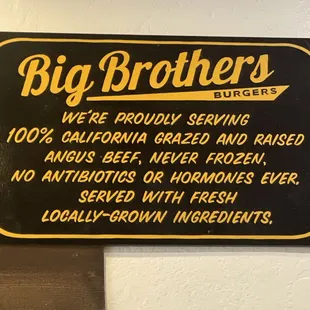 Big Brothers
BURGERS
WE'RE PROUDLY SERVING
100% CALIFORNIA GRAZED AND RAISED
ANGUS BEEF, NEVER FROZEN,
NO ANTIBIOTICS OR HORMONES EVER.
SERVED WITH FRESH
LOCALLY-GROWN INGREDIENTS.